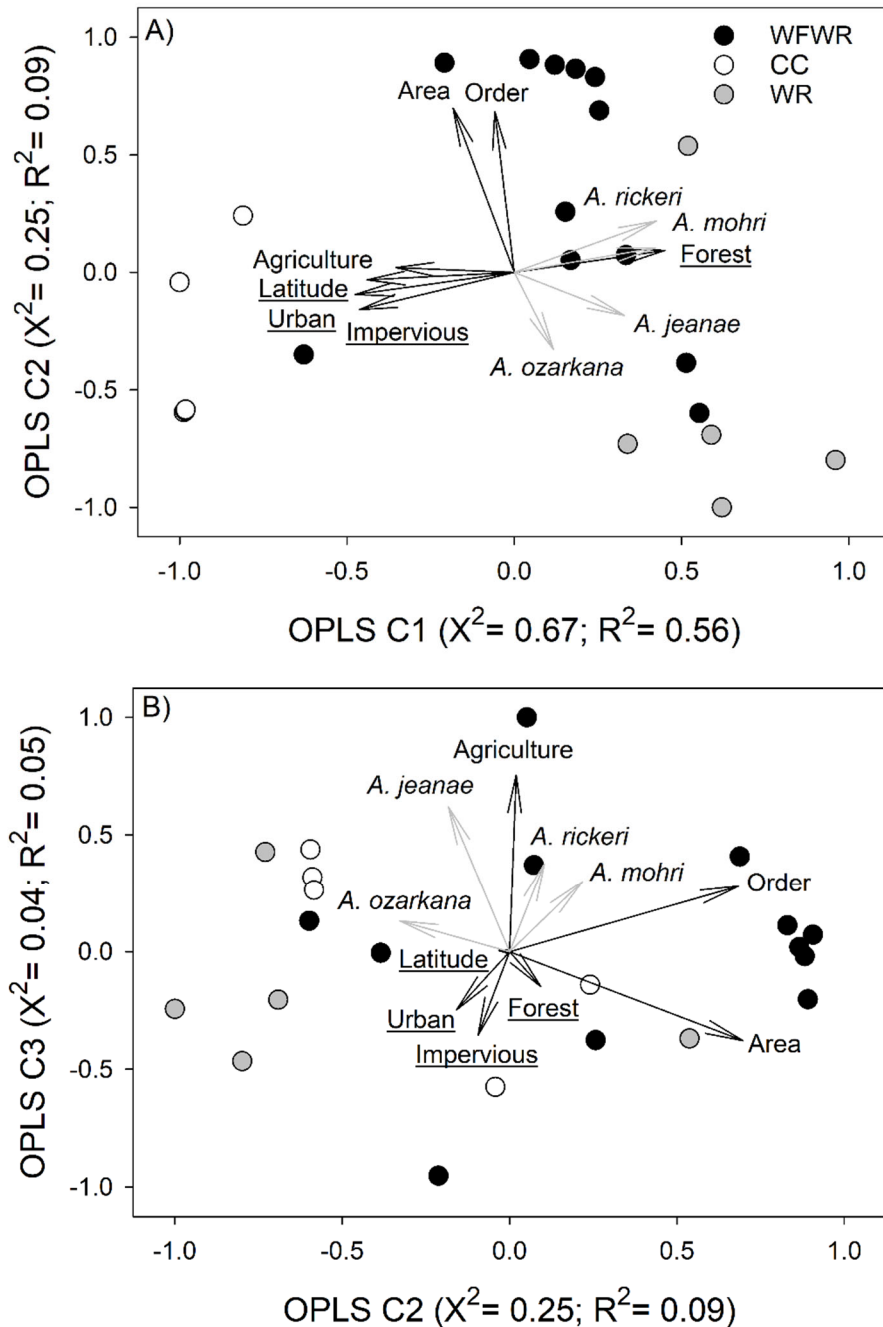 A)
WFWR
CC
WR
Area
Order
A. rickeri
A. mohri
Forest
Agriculture
Latitude
Urban
Impervious
A. jeanae
A. ozarkana
1.0
0.5
0.0
-0.5
-1.0
OPLS C2 (X²= 0.25; R²= 0.09)
-1.0 -0.5 0.0 0.5 1.0
OPLS C1 (X²= 0.67; R²= 0.56)
B)
Agriculture
A. jeanae
A. rickeri
A. mohri
Order
A. ozarkana
Latitude
Forest
Urban
Impervious
Area
1.0
0.5
0.0
-0.5
-1.0
OPLS C3 (X²= 0.04; R²= 0.05)
-1.0 -0.5 0.0 0.5 1.0
OPLS C2 (X²= 0.25; R²= 0.09)